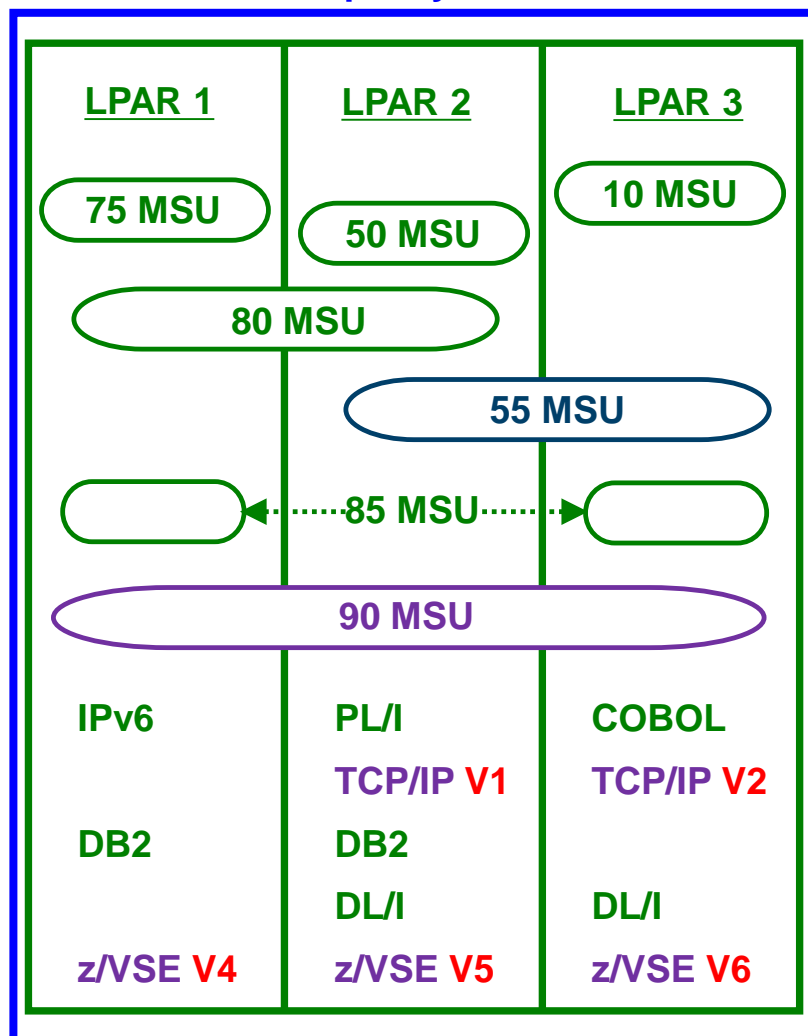 LPAR 1 LPAR 2 LPAR 3
75 MSU 50 MSU 10 MSU
80 MSU
55 MSU
85 MSU
90 MSU
IPv6 PL/I COBOL
TCP/IP V1 TCP/IP V2
DB2 DB2
DL/I DL/I
z/VSE V4 z/VSE V5 z/VSE V6